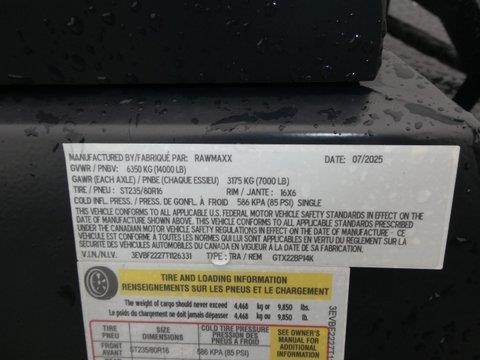 MANUFACTURED BY/FABRIQUÉ PAR: RAWMAXX DATE: 07/2025
GVWR / PNBV: 6350 KG (14000 LB)
GAWR (EACH AXLE) / PNBE (CHAQUE ESSIEU) 3175 KG (7000 LB)
TIRE / PNEU: ST235/80R16 RIM / JANTE: 16X6
COLD INFL. PRESS./ PRESS. DE GONFL. À FROID 586 KPA (85 PSI) SINGLE
THIS VEHICLE CONFORMS TO ALL APPLICABLE U.S. FEDERAL MOTOR VEHICLE SAFETY STANDARDS IN EFFECT ON THE
DATE OF MANUFACTURE SHOWN ABOVE. THIS VEHICLE CONFORMS TO ALL APPLICABLE STANDARDS PRESCRIBED
UNDER THE CANADIAN MOTOR VEHICLE SAFETY REGULATIONS IN EFFECT ON THE DATE OF MANUFACTURE - CE
VÉHICULE EST CONFORME À TOUTES LES NORMES QUI LUI SONT APPLICABLES EN VERTU DU RÈGLEMENT SUR
LA SÉCURITÉ DES VÉHICULES AUTOMOBILES DU CANADA EN VIGUEUR À LA DATE DE SA FABRICATION.
V.I.N./N.I.V. 3EVBF2227T1126331 TYPE: TRA / REM GTX22BP14K
TIRE AND LOADING INFORMATION
RENSEIGNEMENTS SUR LES PNEUS ET LE CHARGEMENT
The weight of cargo should never exceed 4,468 kg or 9,850 lb.
Le poids du chargement ne doit jamais dépasser 4,468 kg ou 9,850 lb.
TIRE SIZE COLD TIRE PRESSURE SEE OWNER'S
PNEU DIMENSIONS PRESSION DES PNEUS À FROID MANUAL FOR
FRONT AVANT ST235/80R16 586 KPA (85 PSI) ADDITIONAL
INFORMATION
3EVBF2227T1